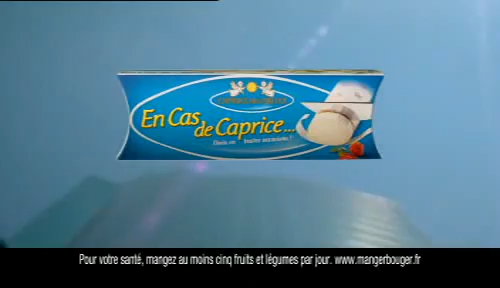 En Cas
de Caprice...
Pour votre santé, mangez au moins cinq fruits et légumes par jour. www.mangerbouger.fr